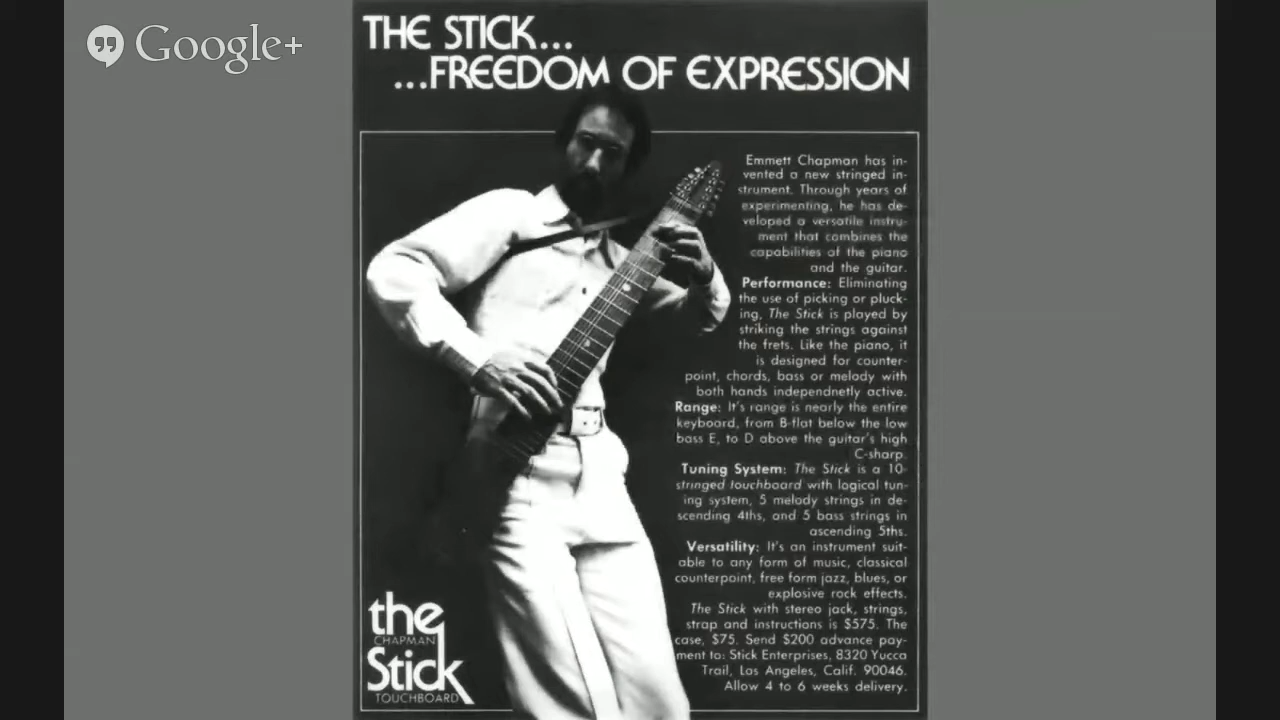 Google+
THE STICK...
...FREEDOM OF EXPRESSION
Emmett Chapman has in-
vented a new stringed in-
strument. Through years of
experimenting, he has de-
veloped a versatile instru-
ment that combines the
capabilities of the piano
and the guitar.
Performance: Eliminating
the use of picking or pluck-
ing, The Stick is played by
striking the strings against
the frets. Like the piano, it
is designed for counter-
point, chords, bass or melody with
both hands independnetly active.
Range: It's range is nearly the entire
keyboard, from B-flat below the low
bass E, to D above the guitar's high
C-sharp.
Tuning System: The Stick is a 10-
stringed touchboard with logical tun-
ing system, 5 melody strings in de-
scending 4ths, and 5 bass strings in
ascending 5ths.
Versatility: It's an instrument suit-
able to any form of music, classical
counterpoint, free form jazz, blues, or
explosive rock effects.
The Stick with stereo jack, strings,
strap and instructions is $575. The
case, $75. Send $200 advance pay-
ment to: Stick Enterprises, 8320 Yucca
Trail, Los Angeles, Calif. 90046.
Allow 4 to 6 weeks delivery.
the
CHAPMAN
Stick
TOUCHBOARD